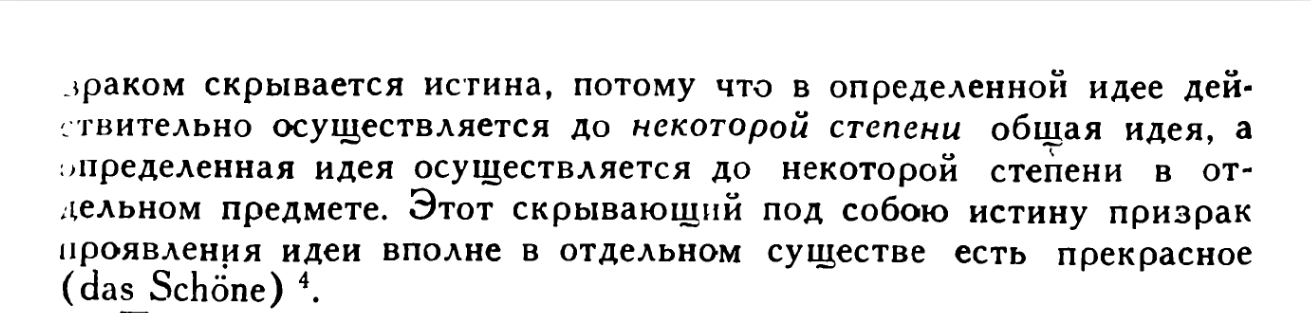 зраком скрывается истина, потому что в определенной идее дей-
ствительно осуществляется до некоторой степени общая идея, а
определенная идея осуществляется до некоторой степени в от-
дельном предмете. Этот скрывающий под собою истину призрак
проявления идеи вполне в отдельном существе есть прекрасное
(das Schöne) ⁴.